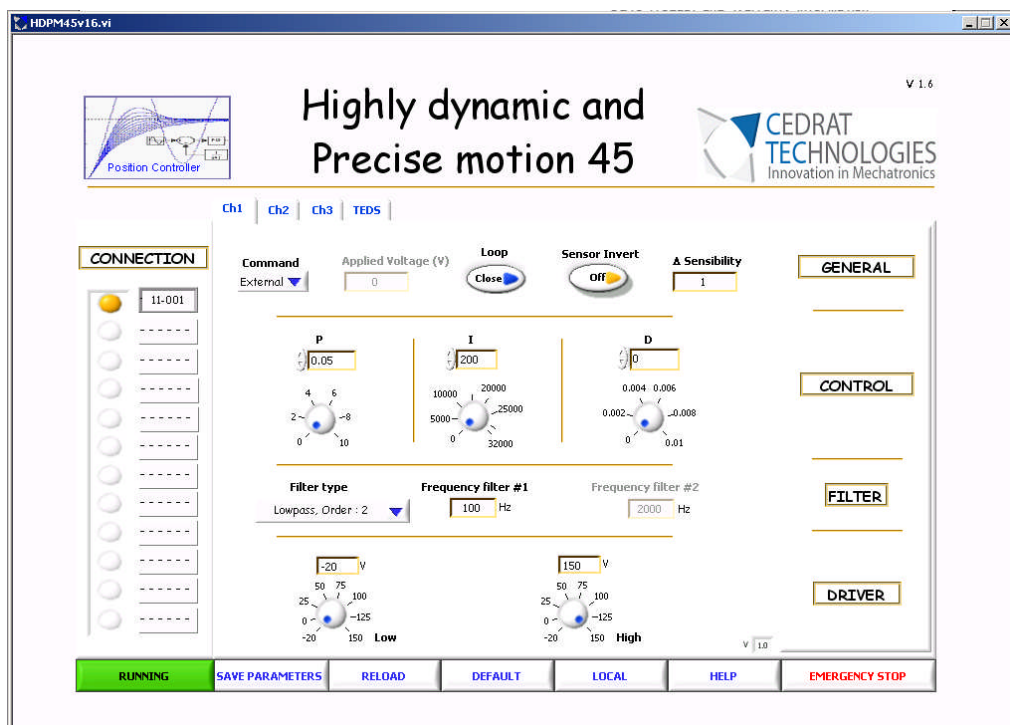 HDPM45v16.vi
V 1.6
Highly dynamic and
Precise motion 45
Position Controller
CEDRAT
TECHNOLOGIES
Innovation in Mechatronics
Ch1 Ch2 Ch3 TEDS
CONNECTION
11-001
Command
External
Applied Voltage (V)
0
Loop
Close
Sensor Invert
Off
Δ Sensibility
1
GENERAL
P
0.05
0 2 4 6 8 10
I
200
0 5000 10000 20000 25000 32000
D
0
0 0.002 0.004 0.006 0.008 0.01
CONTROL
Filter type
Lowpass, Order : 2
Frequency filter #1
100 Hz
Frequency filter #2
2000 Hz
FILTER
-20 V
-20 0 25 50 75 100 125 150
Low
150 V
-20 0 25 50 75 100 125 150
High
DRIVER
V 1.0
RUNNING
SAVE PARAMETERS
RELOAD
DEFAULT
LOCAL
HELP
EMERGENCY STOP